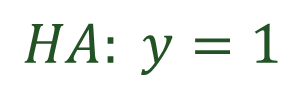 HA: y = 1